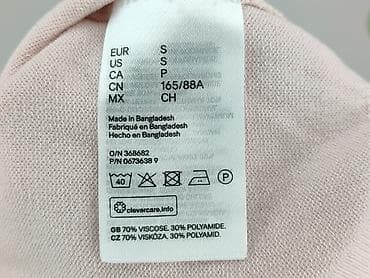 EUR S
US S
CA P
CN 165/88A
MX CH
Made in Bangladesh
Fabriqué en Bangladesh
Hecho en Bangladesh
O/N 368682
P/N 0673638 9
40 P
clevercare.info
GB 70% VISCOSE, 30% POLYAMIDE.
CZ 70% VISKÓZA, 30% POLYAMID.